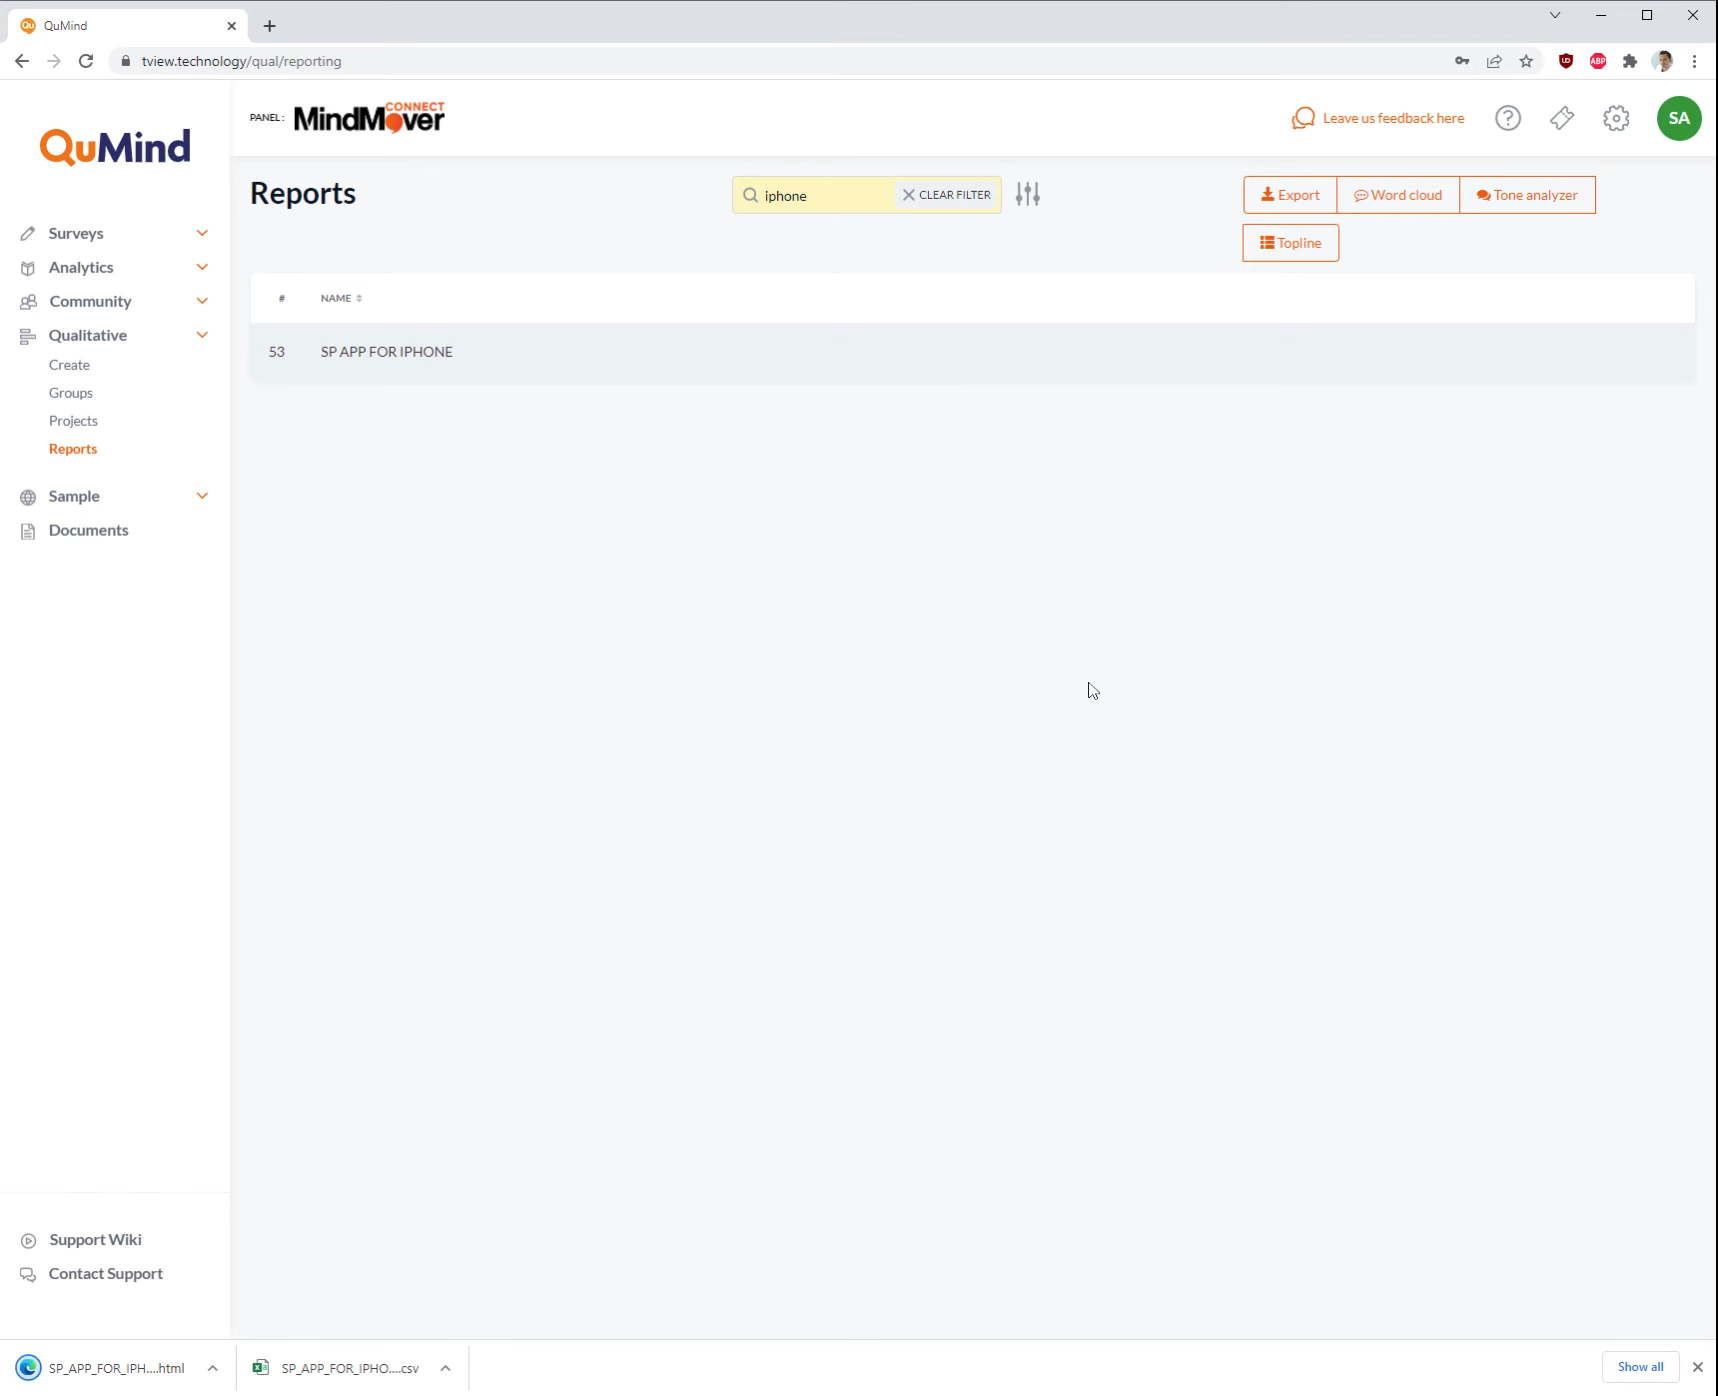 QuMind
tview.technology/qual/reporting
ABP
QuMind
PANEL :
MindMover
CONNECT
Leave us feedback here
SA
Reports
iphone
CLEAR FILTER
Export
Word cloud
Tone analyzer
Topline
Surveys
Analytics
Community
Qualitative
Create
Groups
Projects
Reports
Sample
Documents
# NAME
53 SP APP FOR IPHONE
Support Wiki
Contact Support
SP_APP_FOR_IPH....html
SP_APP_FOR_IPHO....csv
Show all